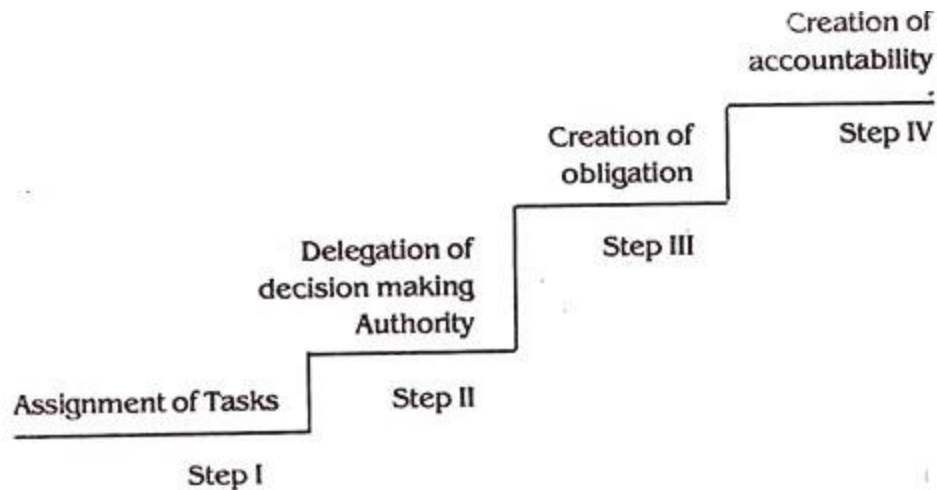 Creation of
accountability
Step IV
Creation of
obligation
Step III
Delegation of
decision making
Authority
Step II
Assignment of Tasks
Step I